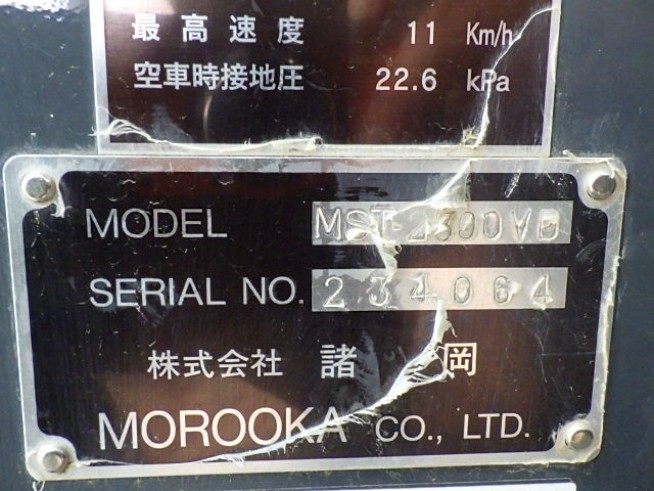 最高速度 11 Km/h
空車時接地圧 22.6 kPa
MODEL MST-2300VD
SERIAL NO. 234064
株式会社 諸岡
MOROOKA CO., LTD.